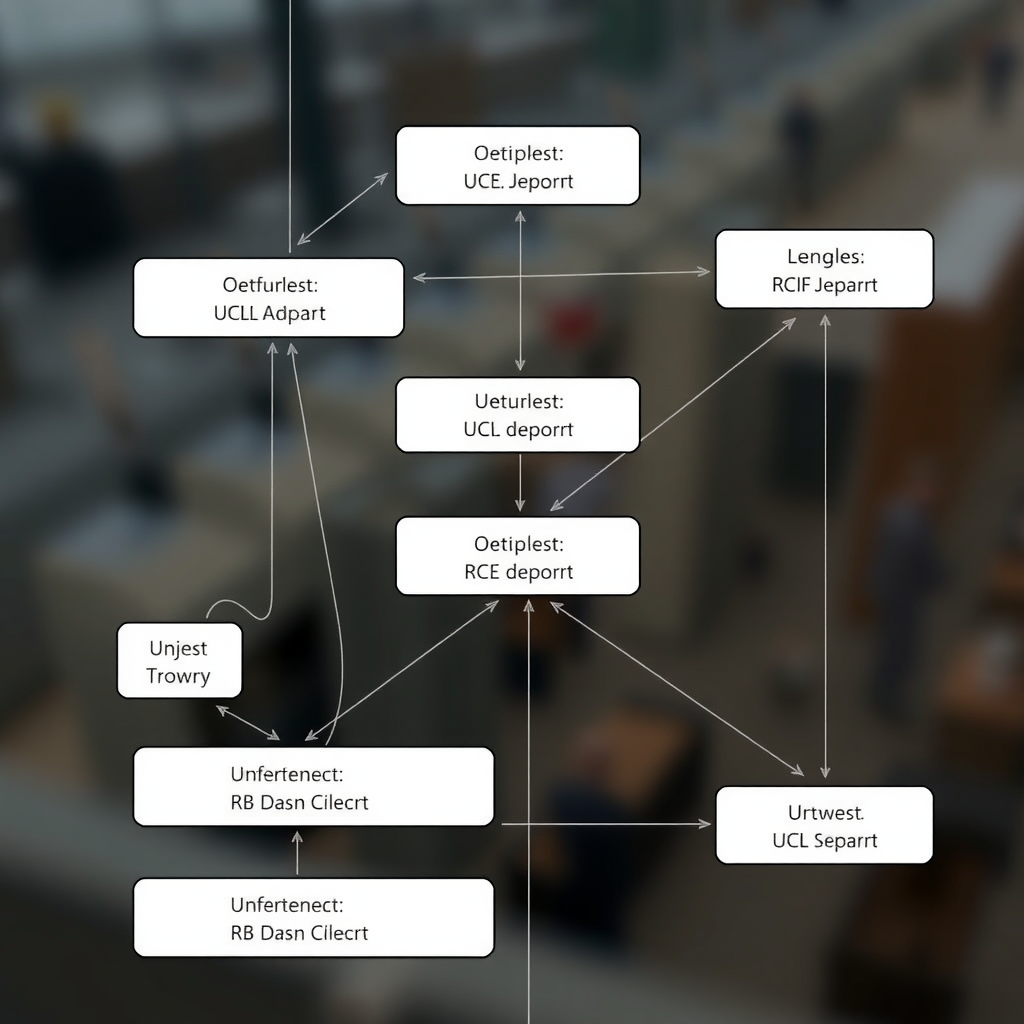 Oetiplest:
UCE. Jeporrt
Lengles:
RCIF Jeparrt
Oetfurlest:
UCLL Adpart
Ueturlest:
UCL deporrt
Oetiplest:
RCE deporrt
Unjest
Trowry
Unfertenect:
RB Dasn Cilecrt
Urtwest.
UCL Separrt
Unfertenect:
RB Dasn Cilecrt